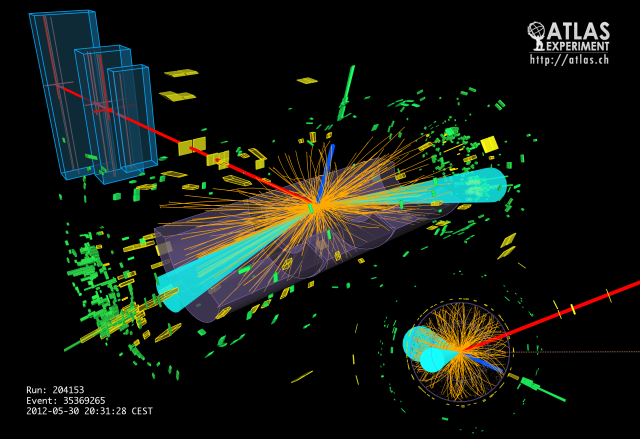 ATLAS
EXPERIMENT
http://atlas.ch
Run: 204153
Event: 35369265
2012-05-30 20:31:28 CEST